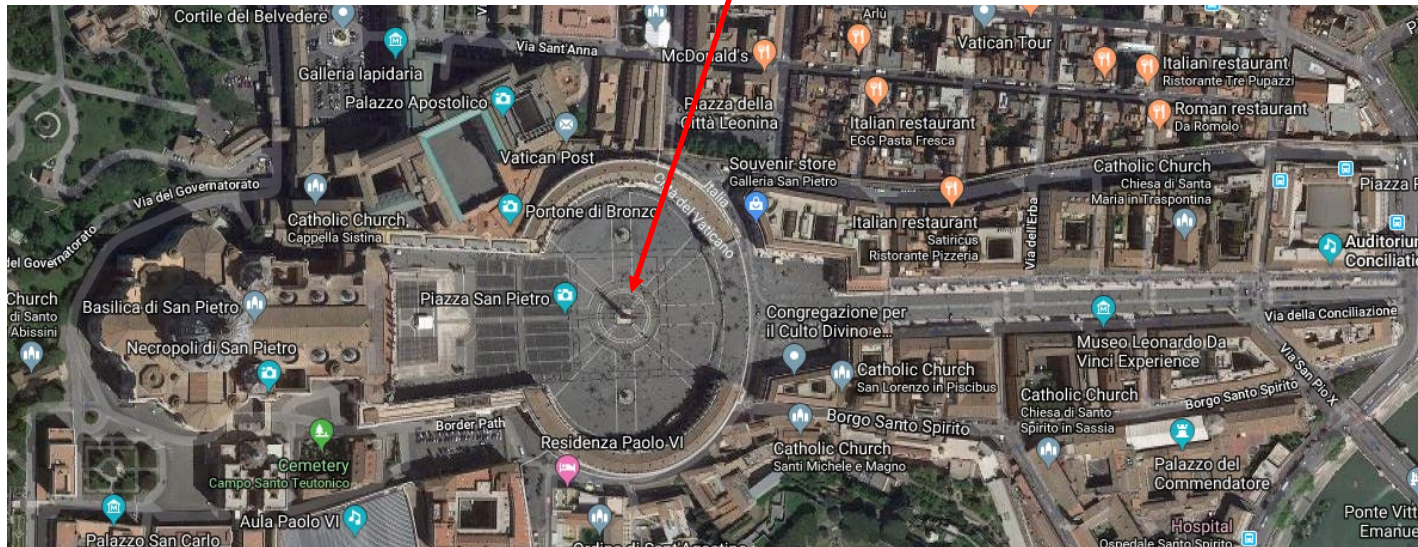 Cortile del Belvedere
Galleria lapidaria
Via Sant'Anna
McDonald's
Arlù
Vatican Tour
Italian restaurant
Ristorante Tre Pupazzi
Palazzo Apostolico
Piazza della
Città Leonina
Italian restaurant
EGG Pasta Fresca
Roman restaurant
Da Romolo
Vatican Post
Souvenir store
Galleria San Pietro
Catholic Church
Chiesa di Santa
Maria in Traspontina
Piazza P
Via del Governatorato
Italia
Città del Vaticano
Portone di Bronzo
Catholic Church
Cappella Sistina
Italian restaurant
Satiricus
Ristorante Pizzeria
Via dell'Erba
Auditorium
Conciliatio
del Governatorato
Church
di Santo
Abissini
Basilica di San Pietro
Piazza San Pietro
Congregazione per
il Culto Divino e...
Museo Leonardo Da
Vinci Experience
Via della Conciliazione
Necropoli di San Pietro
Catholic Church
San Lorenzo in Piscibus
Catholic Church
Chiesa di Santo
Spirito in Sassia
Via San Pio X
Borgo Santo Spirito
Border Path
Borgo Santo Spirito
Residenza Paolo VI
Catholic Church
Santi Michele e Magno
Palazzo del
Commendatore
Cemetery
Campo Santo Teutonico
Aula Paolo VI
Palazzo San Carlo
Hospital
Ospedale Santo Spirito
Ponte Vitt
Emanue